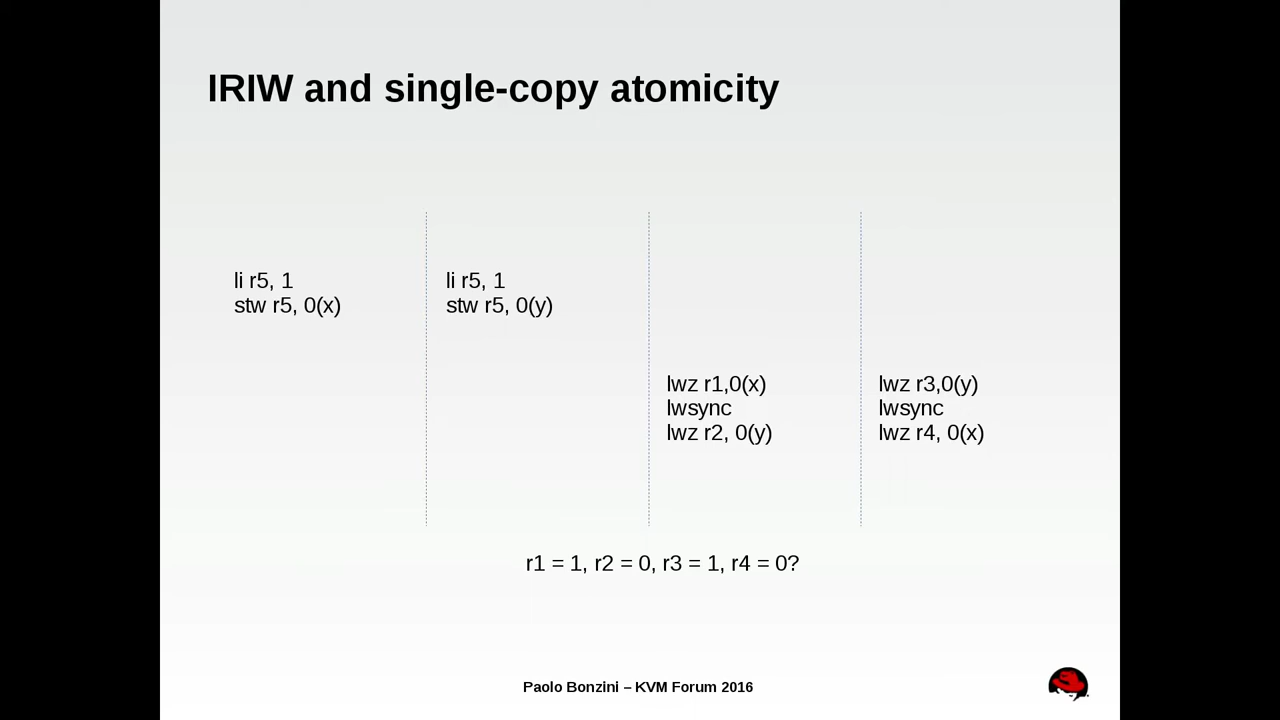 IRIW and single-copy atomicity
li r5, 1
stw r5, 0(x)
li r5, 1
stw r5, 0(y)
lwz r1,0(x)
lwsync
lwz r2, 0(y)
lwz r3,0(y)
lwsync
lwz r4, 0(x)
r1 = 1, r2 = 0, r3 = 1, r4 = 0?
Paolo Bonzini – KVM Forum 2016